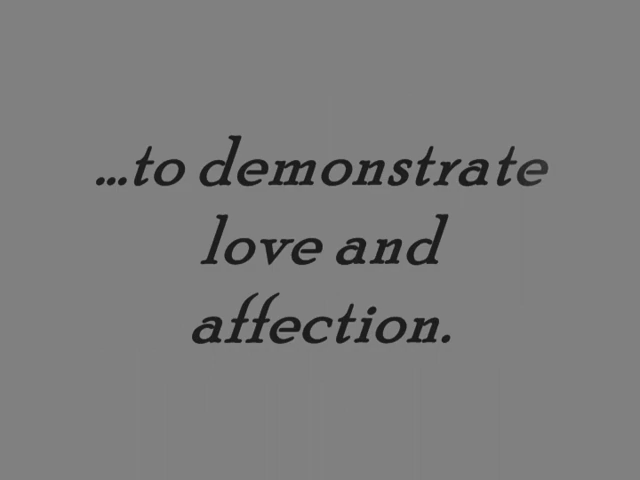 ...to demonstrate
love and
affection.